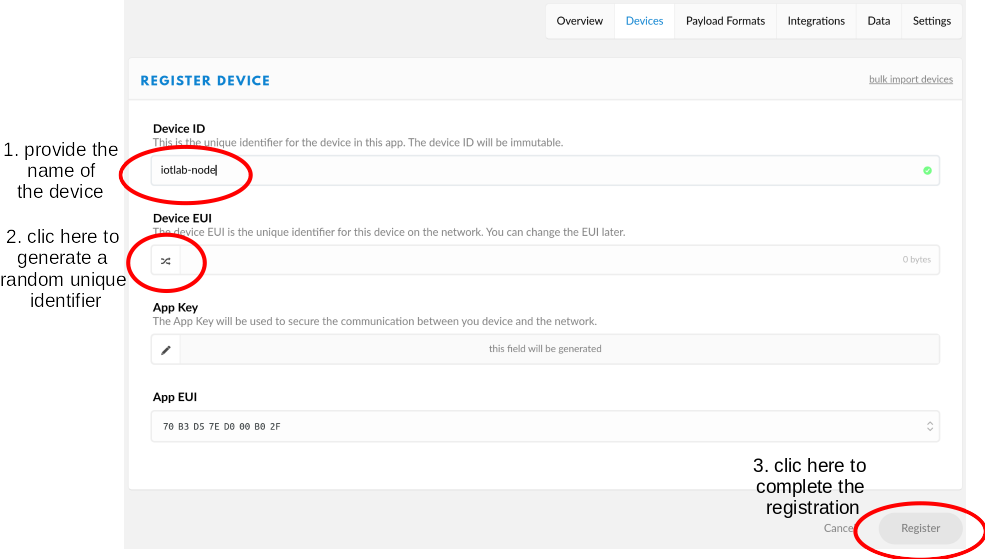 Overview Devices Payload Formats Integrations Data Settings
REGISTER DEVICE bulk import devices
Device ID
This is the unique identifier for the device in this app. The device ID will be immutable.
1. provide the
name of
the device
iotlab-node
Device EUI
The device EUI is the unique identifier for this device on the network. You can change the EUI later.
2. clic here to
generate a
random unique
identifier
0 bytes
App Key
The App Key will be used to secure the communication between you device and the network.
this field will be generated
App EUI
70 B3 D5 7E D0 00 B0 2F
3. clic here to
complete the
registration
Cancel Register